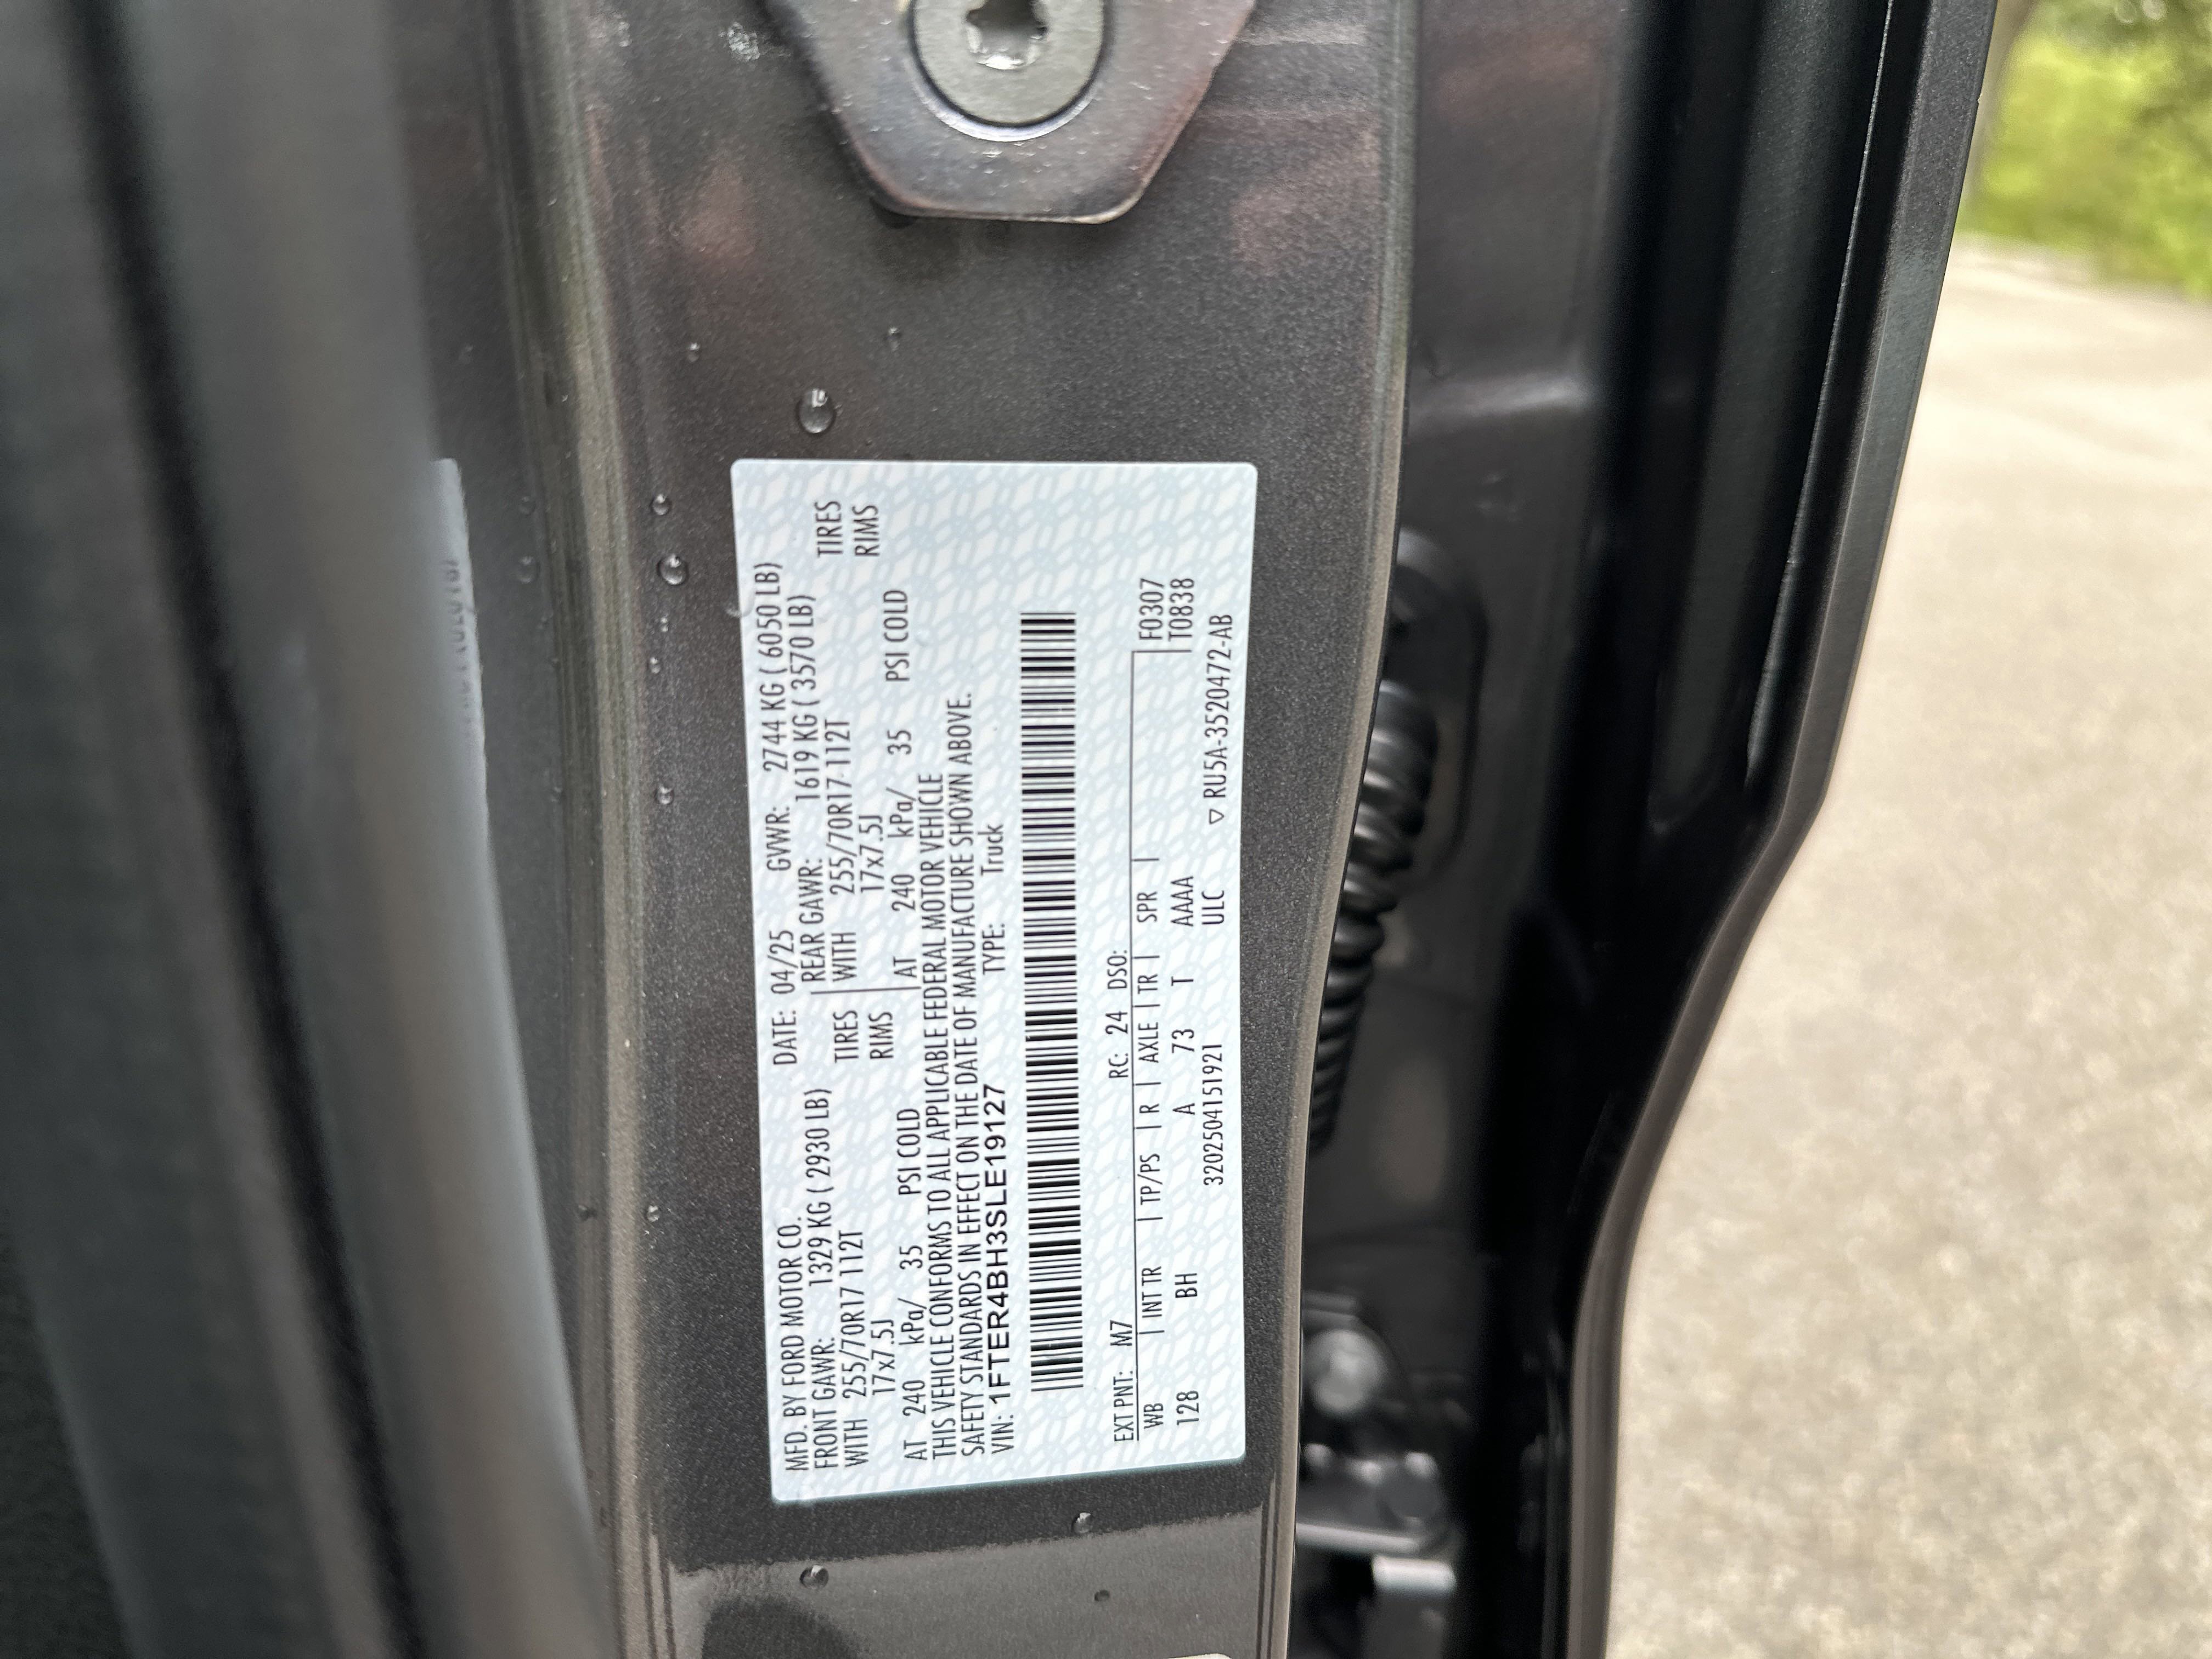 MFD. BY FORD MOTOR CO. DATE: 04/25 GVWR: 2744 KG ( 6050 LB)
FRONT GAWR: 1329 KG ( 2930 LB) REAR GAWR: 1619 KG ( 3570 LB)
WITH 255/70R17 112T TIRES WITH 255/70R17 112T TIRES
17x7.5J RIMS 17x7.5J RIMS
AT 240 kPa/ 35 PSI COLD AT 240 kPa/ 35 PSI COLD
THIS VEHICLE CONFORMS TO ALL APPLICABLE FEDERAL MOTOR VEHICLE
SAFETY STANDARDS IN EFFECT ON THE DATE OF MANUFACTURE SHOWN ABOVE.
VIN: 1FTER4BH3SLE19127 TYPE: Truck
EXT PNT: M7 RC: 24 DSO: F0307
WB | INT TR | TP/PS | R | AXLE | TR | SPR | T0838
128 BH A 73 T AAAA
3202504151921 ULC ▽ RU5A-3520472-AB